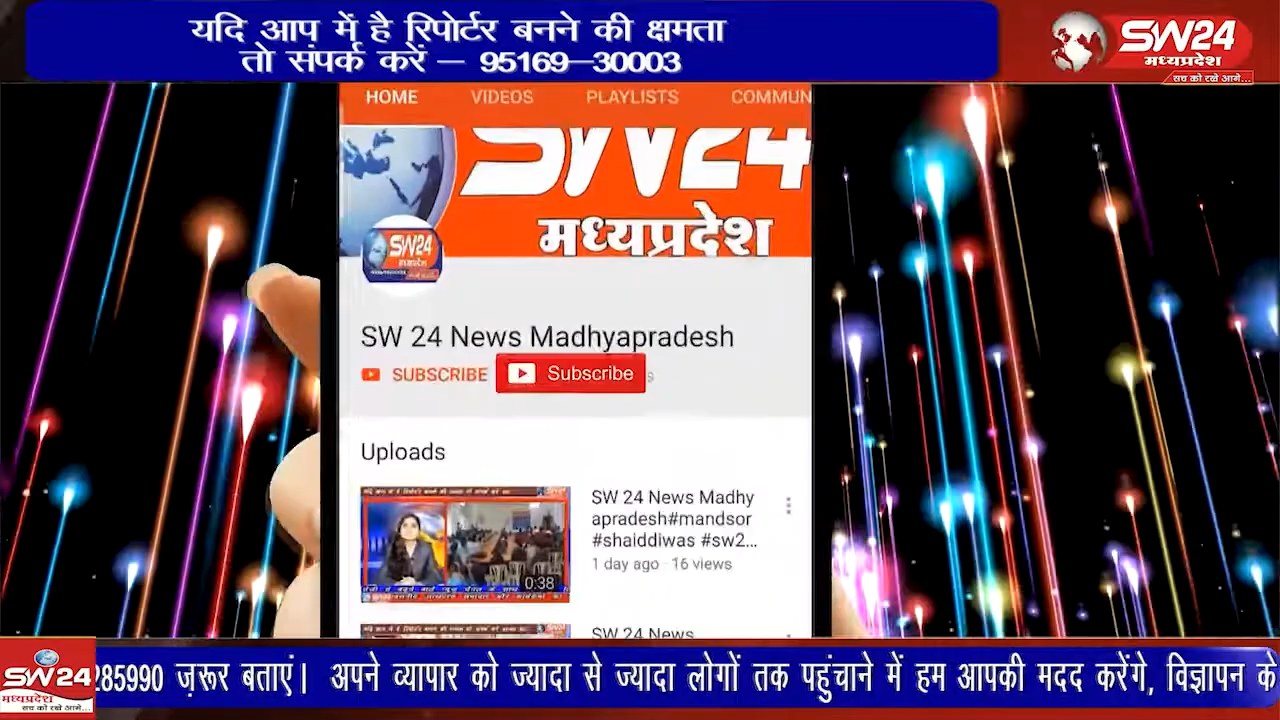 यदि आप में है रिपोर्टर बनने की क्षमता
तो संपर्क करें – 95169–30003
SW24
मध्यप्रदेश
सच को रखे आगे...
HOME VIDEOS PLAYLISTS COMMUN
SW24
मध्यप्रदेश
SW24
SW 24 News Madhyapradesh
SUBSCRIBE
Subscribe
Uploads
SW 24 News Madhy
apradesh#mandsor
#shaiddiwas #sw2...
1 day ago · 16 views
0:38
SW 24 News
SW24
मध्यप्रदेश
सच को रखे आगे...
285990 ज़रूर बताएं। अपने व्यापार को ज्यादा से ज्यादा लोगों तक पहुंचाने में हम आपकी मदद करेंगे, विज्ञापन के